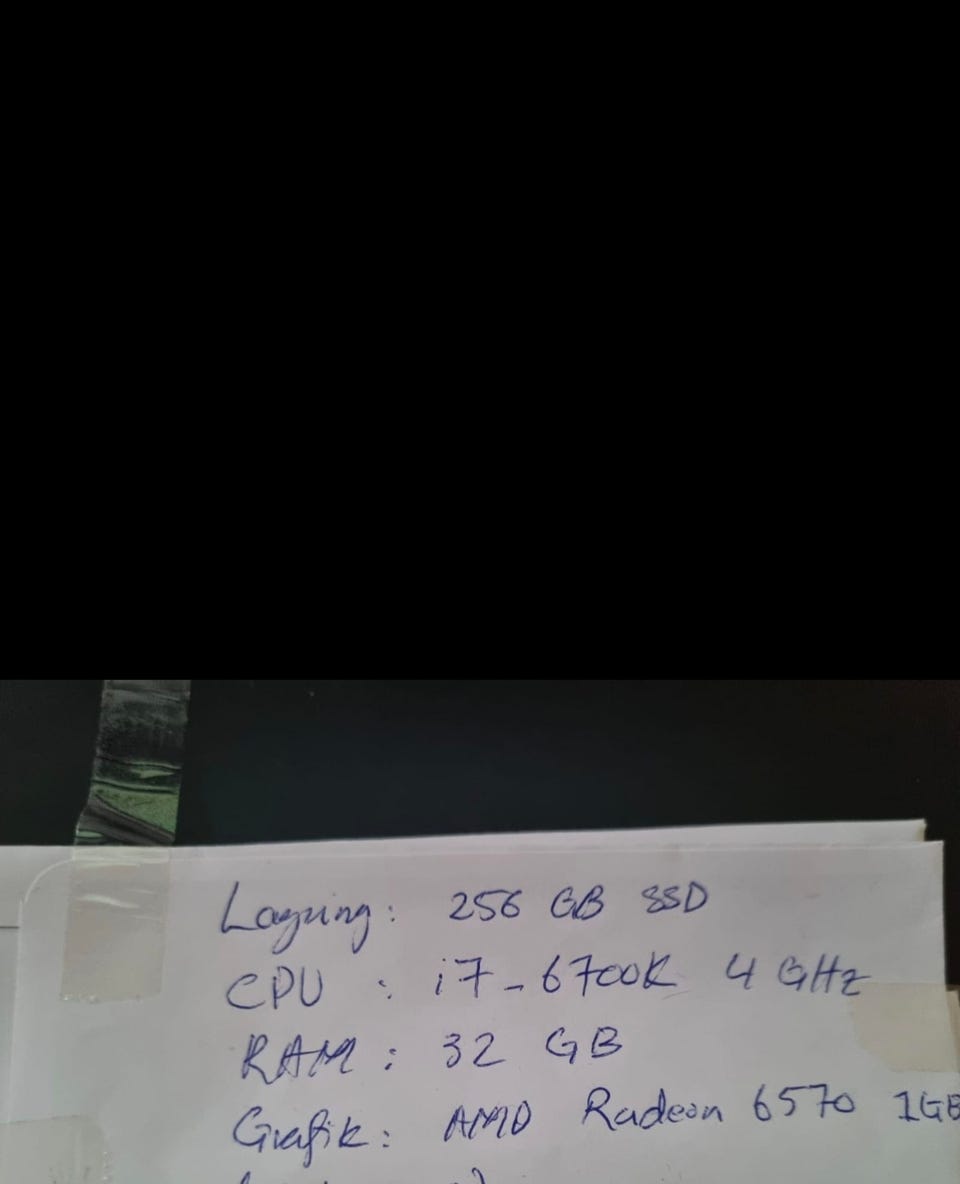 Lagring: 256 GB SSD
CPU : i7-6700K 4 GHz
RAM : 32 GB
Grafik: AMD Radeon 6570 1GB